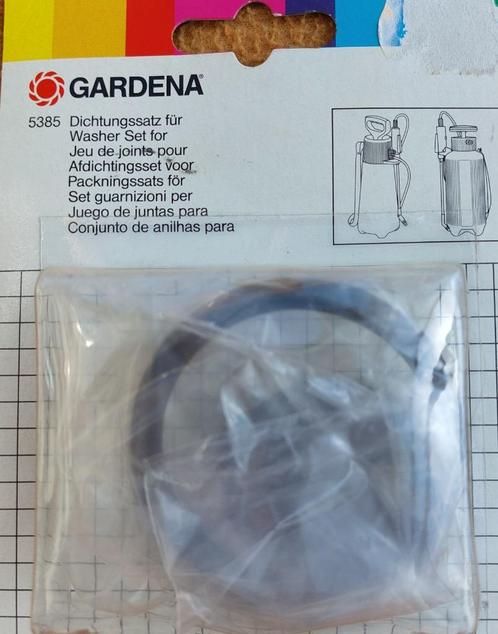 GARDENA®
5385 Dichtungssatz für
Washer Set for
Jeu de joints pour
Afdichtingsset voor
Packningssats för
Set guarnizioni per
Juego de juntas para
Conjunto de anilhas para